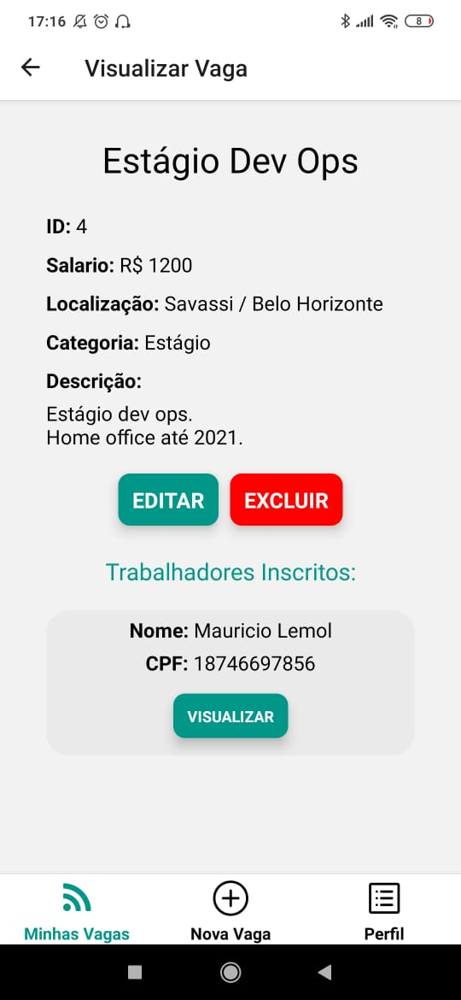 17:16
8
Visualizar Vaga
Estágio Dev Ops
ID: 4
Salario: R$ 1200
Localização: Savassi / Belo Horizonte
Categoria: Estágio
Descrição:
Estágio dev ops.
Home office até 2021.
EDITAR EXCLUIR
Trabalhadores Inscritos:
Nome: Mauricio Lemol
CPF: 18746697856
VISUALIZAR
Minhas Vagas Nova Vaga Perfil